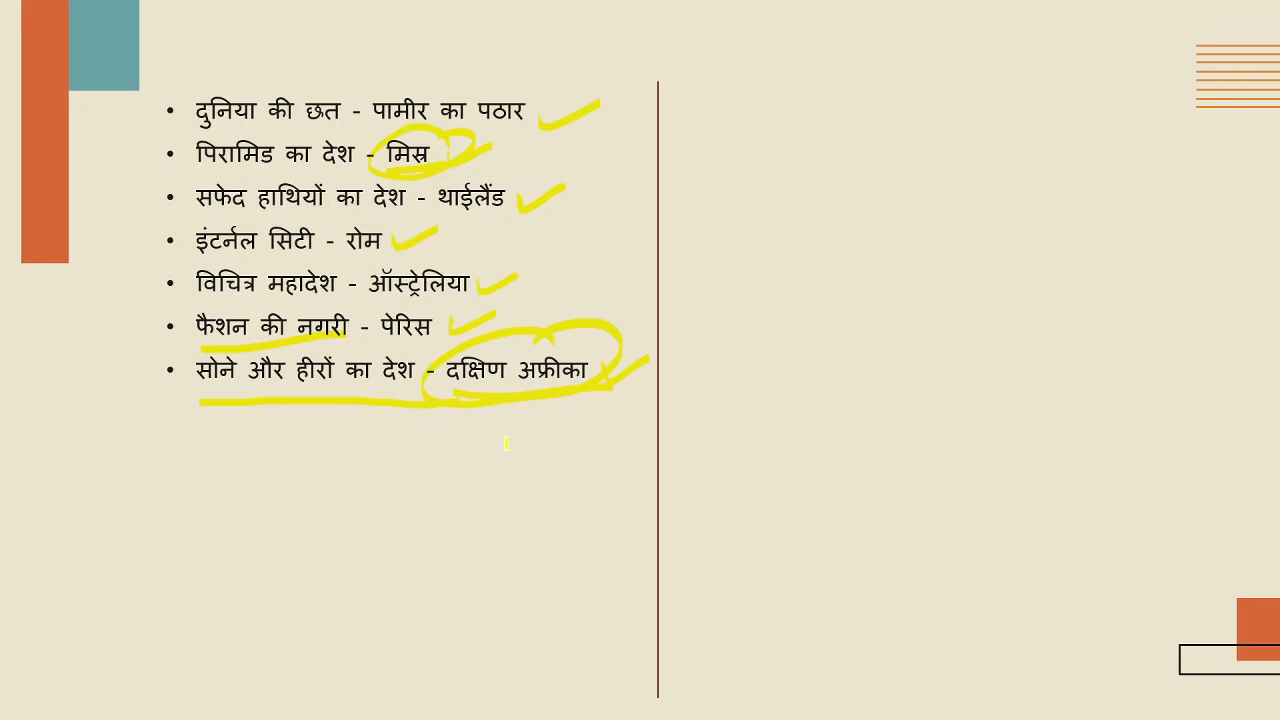 • दुनिया की छत - पामीर का पठार
• पिरामिड का देश - मिस्र
• सफेद हाथियों का देश - थाईलैंड
• इंटर्नल सिटी - रोम
• विचित्र महादेश - ऑस्ट्रेलिया
• फैशन की नगरी - पेरिस
• सोने और हीरों का देश - दक्षिण अफ्रीका